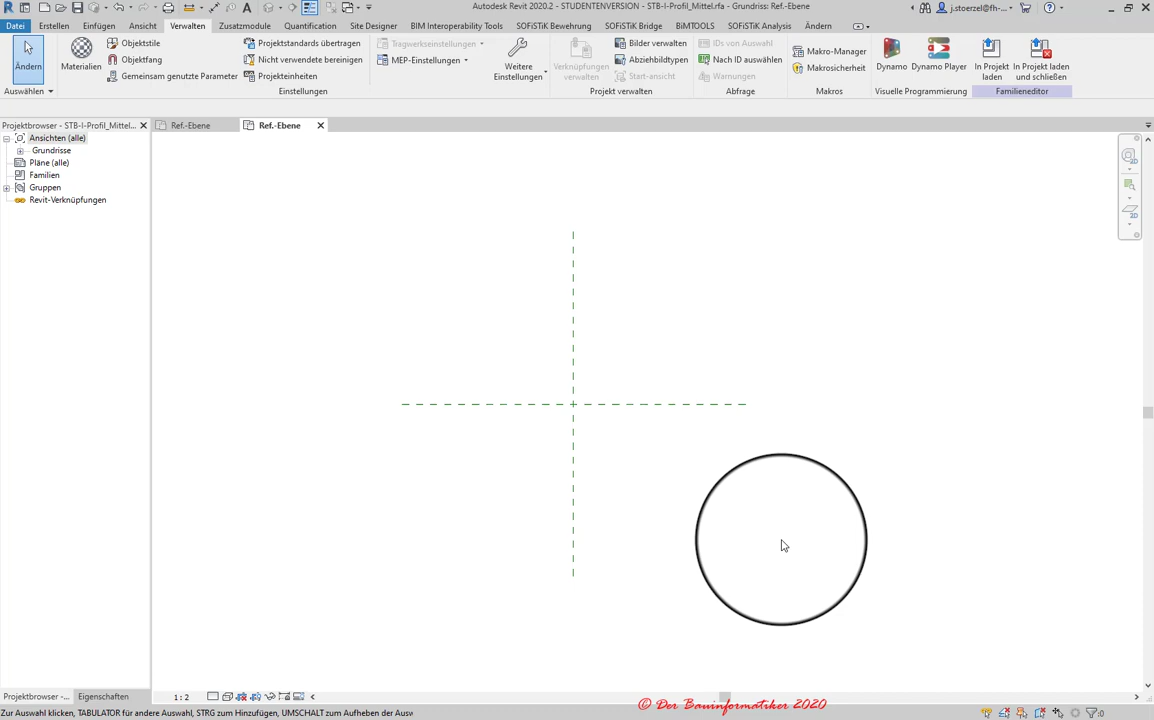 Autodesk Revit 2020.2 - STUDENTENVERSION - STB-I-Profil_Mittel.rfa - Grundriss: Ref.-Ebene
j.stoerzel@fh-...
Datei Erstellen Einfügen Ansicht Verwalten Zusatzmodule Quantification Site Designer BIM Interoperability Tools SOFiSTiK Bewehrung SOFiSTiK Bridge BiMTOOLS SOFiSTiK Analysis Ändern
Ändern
Materialien
Objektstile
Objektfang
Gemeinsam genutzte Parameter
Projektstandards übertragen
Nicht verwendete bereinigen
Projekteinheiten
Tragwerkseinstellungen
MEP-Einstellungen
Weitere
Einstellungen
Verknüpfungen
verwalten
Bilder verwalten
Abziehbildtypen
Start-ansicht
IDs von Auswahl
Nach ID auswählen
Warnungen
Makro-Manager
Makrosicherheit
Dynamo
Dynamo Player
In Projekt
laden
In Projekt laden
und schließen
Auswählen Einstellungen Projekt verwalten Abfrage Makros Visuelle Programmierung Familieneditor
Projektbrowser - STB-I-Profil_Mittel...
Ref.-Ebene
Ref.-Ebene
Ansichten (alle)
Grundrisse
Pläne (alle)
Familien
Gruppen
Revit-Verknüpfungen
2D
2D
Projektbrowser -... Eigenschaften
1 : 2
© Der Bauinformatiker 2020
Zur Auswahl klicken, TABULATOR für andere Auswahl, STRG zum Hinzufügen, UMSCHALT zum Aufheben der Ausw
:0